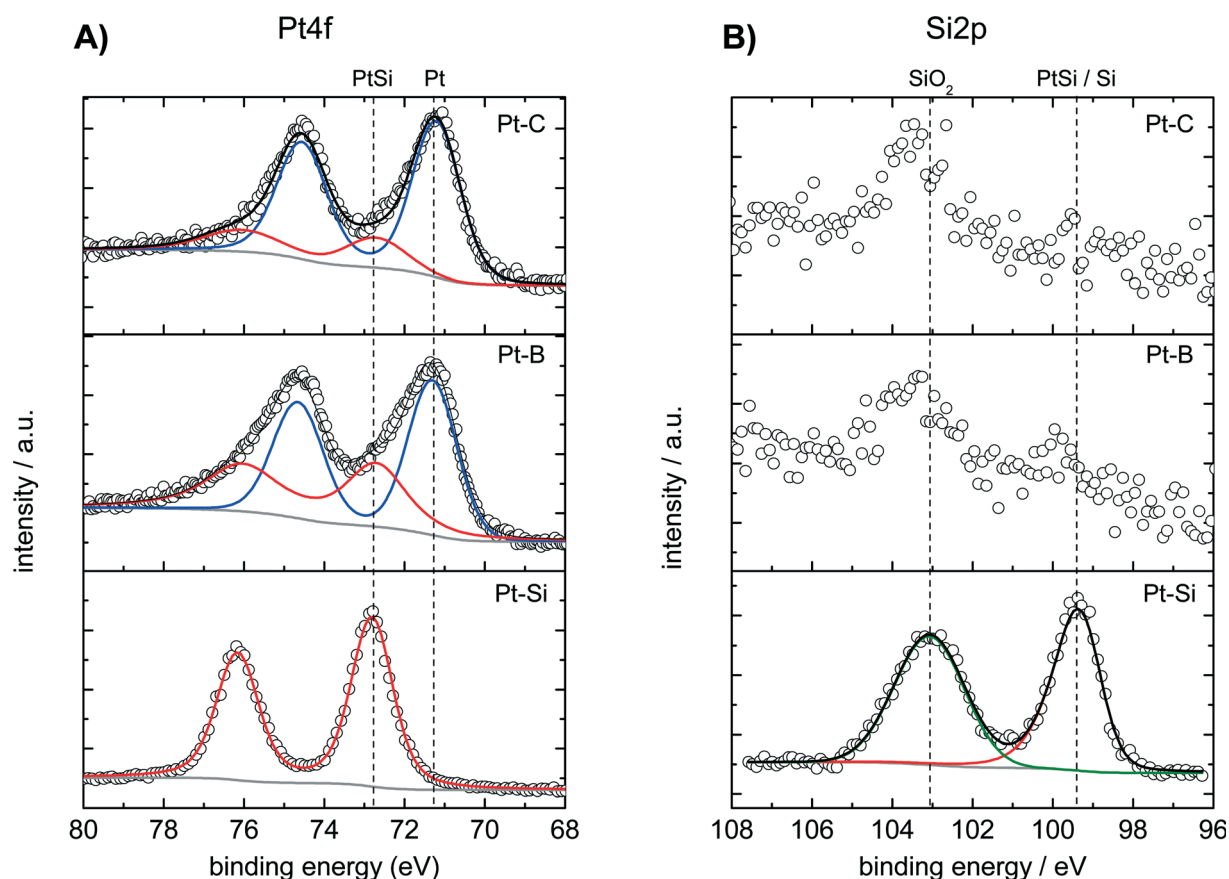 A)
Pt4f
PtSi
Pt
Pt-C
Pt-B
Pt-Si
intensity / a.u.
80 78 76 74 72 70 68
binding energy (eV)
B)
Si2p
SiO₂
PtSi / Si
Pt-C
Pt-B
Pt-Si
intensity / a.u.
108 106 104 102 100 98 96
binding energy / eV